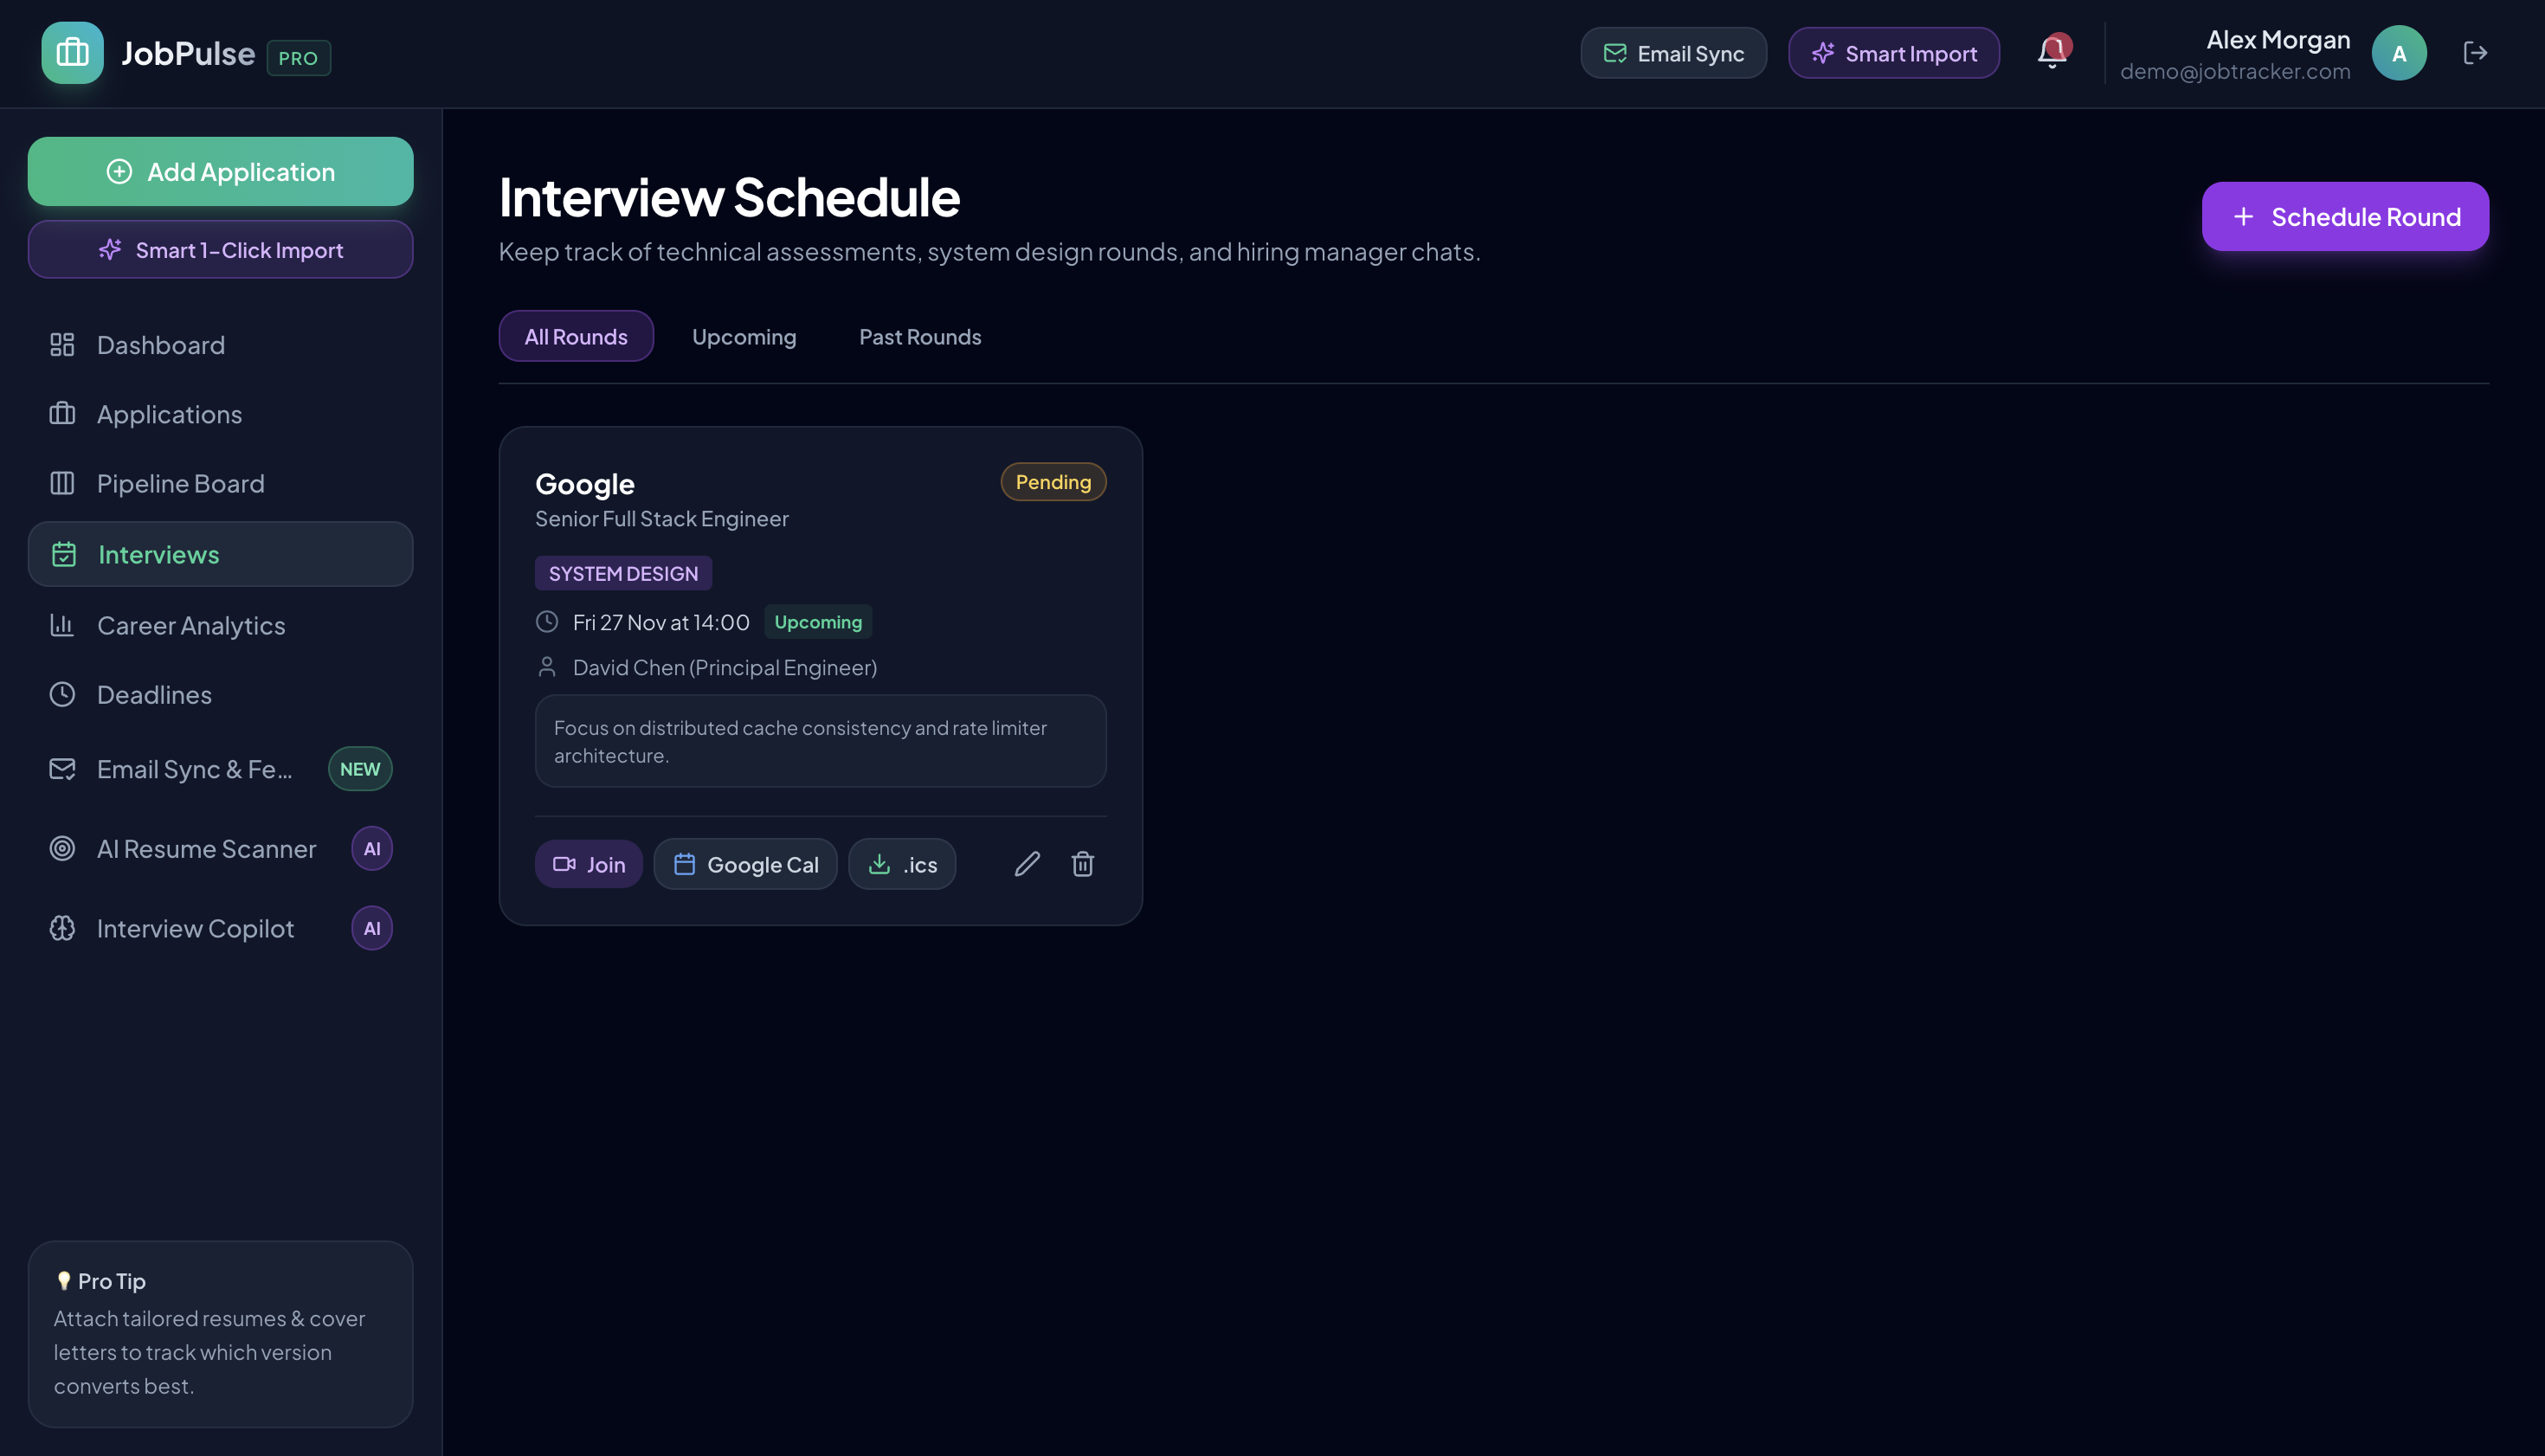 JobPulse PRO
Email Sync
Smart Import
1
Alex Morgan
demo@jobtracker.com
A
Add Application
Smart 1-Click Import
Dashboard
Applications
Pipeline Board
Interviews
Career Analytics
Deadlines
Email Sync & Fe... NEW
AI Resume Scanner AI
Interview Copilot AI
💡 Pro Tip
Attach tailored resumes & cover
letters to track which version
converts best.
Interview Schedule
Keep track of technical assessments, system design rounds, and hiring manager chats.
Schedule Round
All Rounds
Upcoming
Past Rounds
Google
Pending
Senior Full Stack Engineer
SYSTEM DESIGN
Fri 27 Nov at 14:00 Upcoming
David Chen (Principal Engineer)
Focus on distributed cache consistency and rate limiter
architecture.
Join
Google Cal
.ics